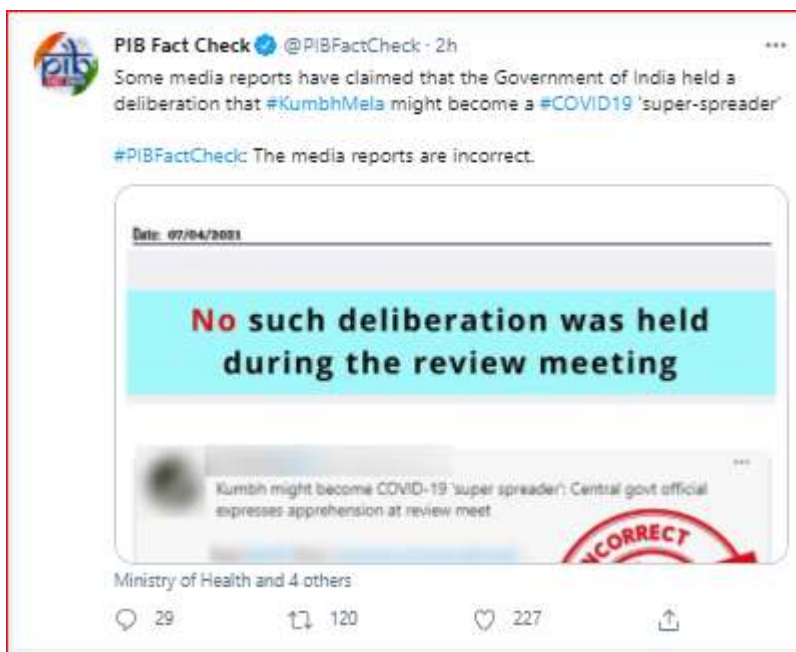 PIB Fact Check @PIBFactCheck · 2h
Some media reports have claimed that the Government of India held a
deliberation that #KumbhMela might become a #COVID19 'super-spreader'
#PIBFactCheck: The media reports are incorrect.
Date: 07/04/2021
No such deliberation was held
during the review meeting
Kumbh might become COVID-19 'super spreader': Central govt official
expresses apprehension at review meet
INCORRECT
Ministry of Health and 4 others
29 120 227